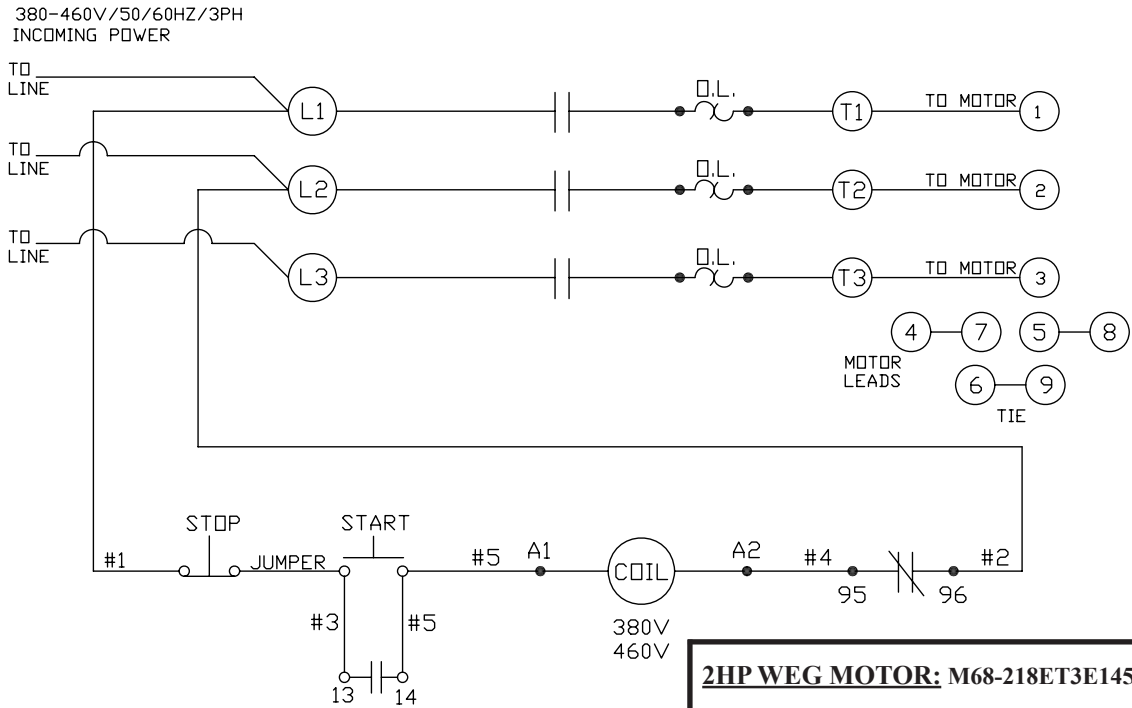 380-460V/50/60HZ/3PH
INCOMING POWER
TO
LINE
L1
O.L.
T1
TO MOTOR
1
TO
LINE
L2
O.L.
T2
TO MOTOR
2
TO
LINE
L3
O.L.
T3
TO MOTOR
3
4
7
5
8
MOTOR
LEADS
6
9
TIE
STOP
START
#1
JUMPER
#5
A1
COIL
A2
#4
#2
95
96
#3
#5
380V
460V
13
14
2HP WEG MOTOR: M68-218ET3E145